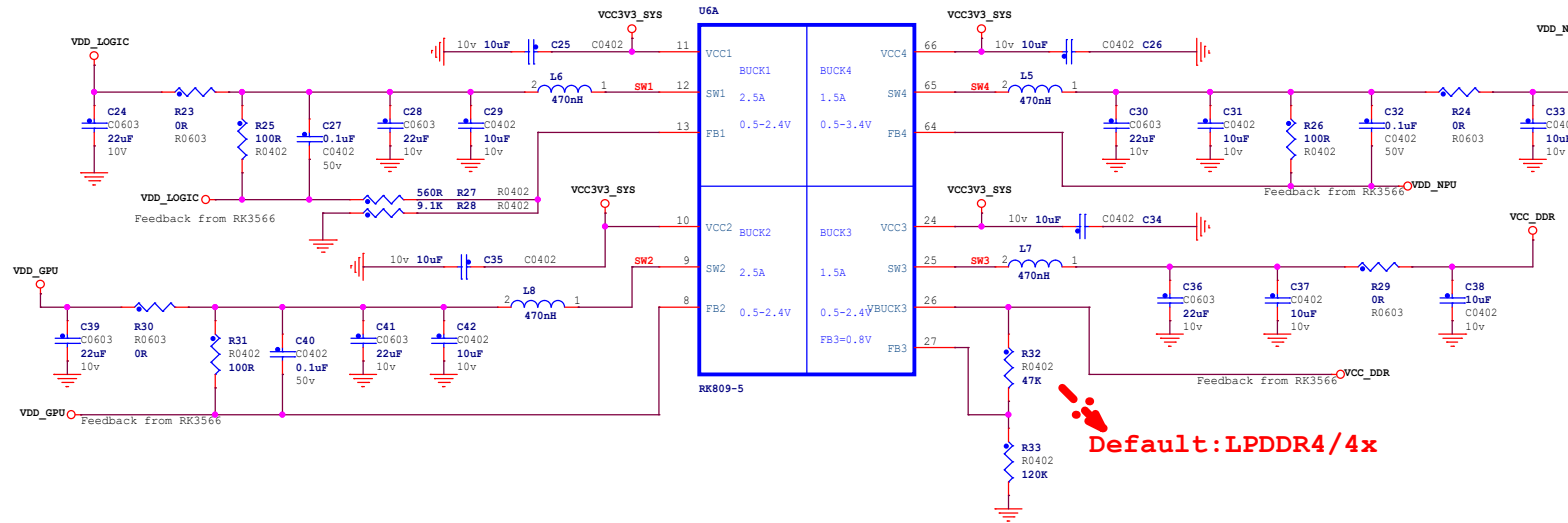 U6A
VCC3V3_SYS
VCC3V3_SYS
VDD_N
VDD_LOGIC
10v 10uF C25 C0402
11
VCC1
VCC4
66
10v 10uF C0402 C26
BUCK1
BUCK4
L6
2 1
470nH
SW1
12
SW1
2.5A
1.5A
SW4
65
SW4
L5
2 1
470nH
C24
C0603
22uF
10V
R23
0R
R0603
R25
100R
R0402
C27
0.1uF
C0402
50v
C28
C0603
22uF
10v
C29
C0402
10uF
10v
13
FB1
0.5-2.4V
0.5-3.4V
FB4
64
C30
C0603
22uF
10v
C31
C0402
10uF
10v
R26
100R
R0402
C32
0.1uF
C0402
50V
R24
0R
R0603
C33
C040
10uF
10v
VDD_LOGIC
Feedback from RK3566
560R R27 R0402
9.1K R28 R0402
VCC3V3_SYS
VCC3V3_SYS
Feedback from RK3566
VDD_NPU
10
VCC2
BUCK2
BUCK3
VCC3
24
10v 10uF C0402 C34
VCC_DDR
10v 10uF C35 C0402
SW2
9
SW2
2.5A
1.5A
SW3
25
SW3
L7
2 1
470nH
VDD_GPU
L8
2 1
470nH
8
FB2
0.5-2.4V
0.5-2.4V
VBUCK3
26
C36
C0603
22uF
10v
C37
C0402
10uF
10v
R29
0R
R0603
C38
10uF
C0402
10v
C39
C0603
22uF
10v
R30
R0603
0R
R31
R0402
100R
C40
C0402
0.1uF
50v
C41
C0603
22uF
10v
C42
C0402
10uF
10v
FB3=0.8V
FB3
27
R32
R0402
47K
RK809-5
Feedback from RK3566
VCC_DDR
VDD_GPU
Feedback from RK3566
Default:LPDDR4/4x
R33
R0402
120K